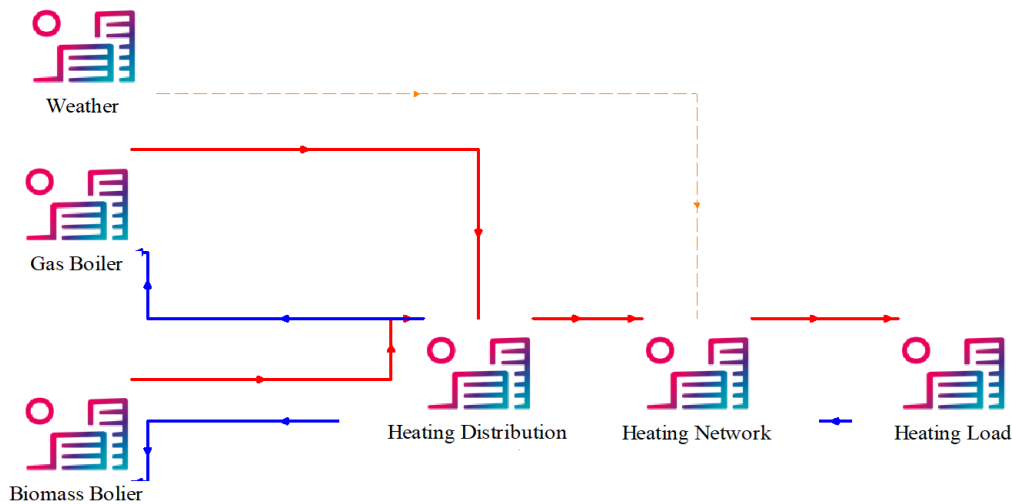 Weather
Gas Boiler
Heating Distribution
Heating Network
Heating Load
Biomass Bolier